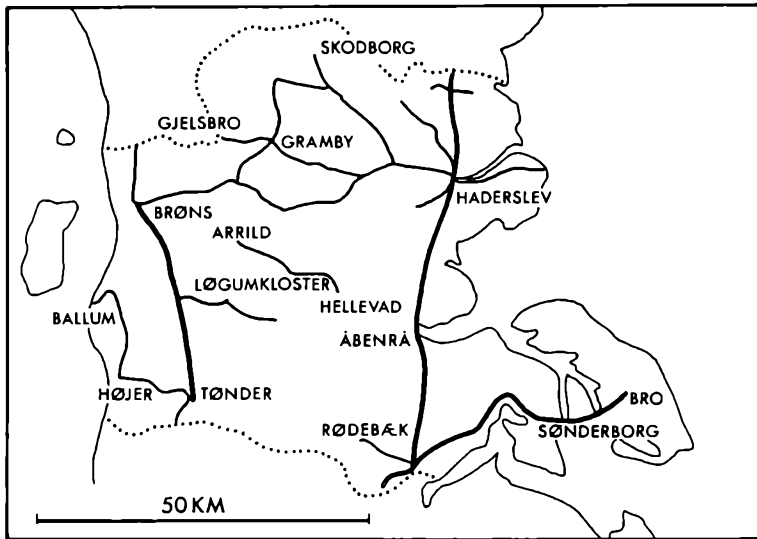 SKODBORG
GJELSBRO
GRAMBY
HADERSLEV
BRØNS
ARRILD
LØGUMKLOSTER
HELLEVAD
BALLUM
ÅBENRÅ
HØJER
TØNDER
BRO
RØDEBÆK
SØNDERBORG
50 KM